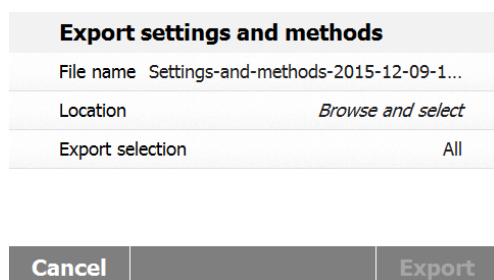 Export settings and methods
File name Settings-and-methods-2015-12-09-1...
Location Browse and select
Export selection All
Cancel Export